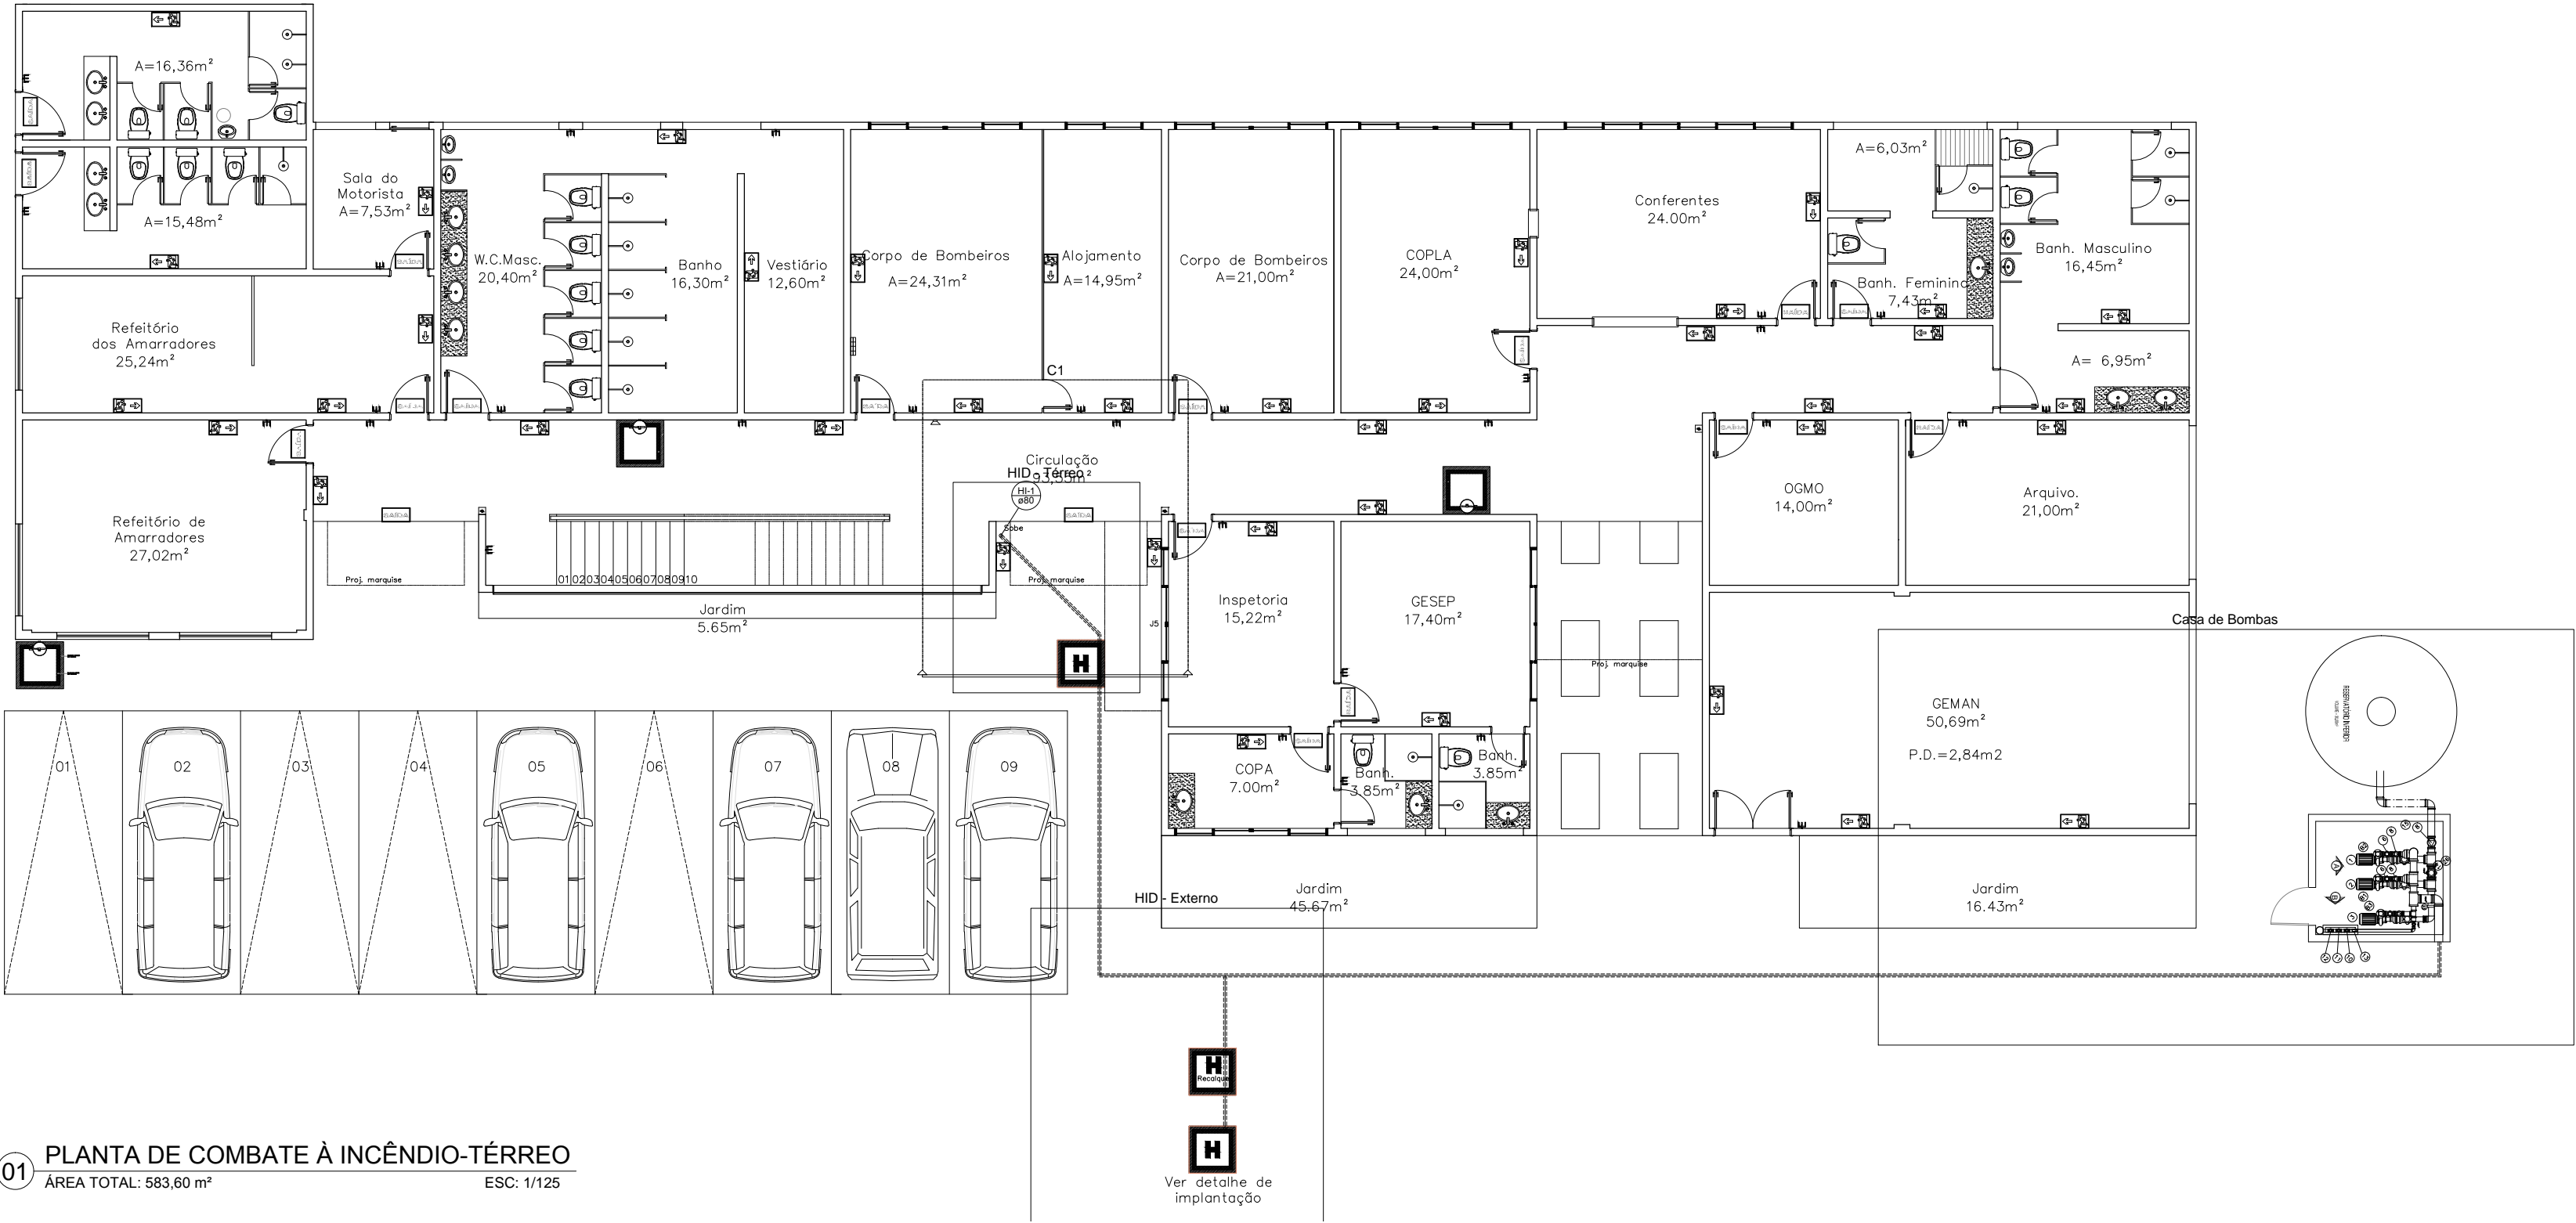 A=16,36m²
A=15,48m²
Sala do
Motorista
A=7,53m²
W.C.Masc.
20,40m²
Banho
16,30m²
Vestiário
12,60m²
Corpo de Bombeiros
A=24,31m²
Alojamento
A=14,95m²
Corpo de Bombeiros
A=21,00m²
COPLA
24,00m²
Conferentes
24.00m²
A=6,03m²
Banh. Feminino
7,43m²
Banh. Masculino
16,45m²
A= 6,95m²
Refeitório
dos Amarradores
25,24m²
C1
Circulação
93,55m²
HID - Térreo
HI-1
ø80
Sobe
Refeitório de
Amarradores
27,02m²
SAÍDA
SAÍDA
Proj. marquise
01020304050607080910
Proj. marquise
Jardim
5.65m²
J5
Inspetoria
15,22m²
GESEP
17,40m²
Proj. marquise
OGMO
14,00m²
Arquivo.
21,00m²
Casa de Bombas
GEMAN
50,69m²
P.D.=2,84m2
COPA
7.00m²
Banh.
3.85m²
Banh.
3.85m²
01
02
03
04
05
06
07
08
09
H
Jardim
45.67m²
HID - Externo
Jardim
16.43m²
A
B
H
Recalque
H
Ver detalhe de
implantação
01
PLANTA DE COMBATE À INCÊNDIO-TÉRREO
ÁREA TOTAL: 583,60 m²
ESC: 1/125